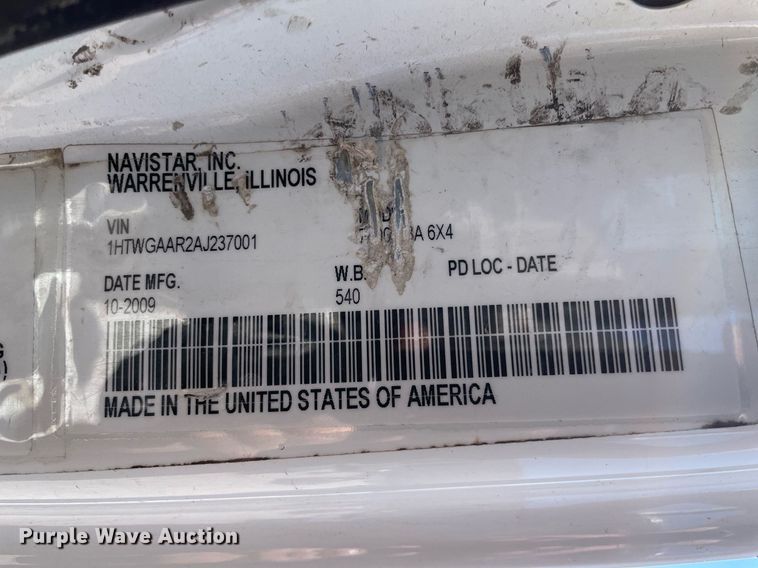 NAVISTAR, INC.
WARRENVILLE, ILLINOIS
VIN
1HTWGAAR2AJ237001
6X4
DATE MFG.
W.B.
PD LOC - DATE
10-2009
540
MADE IN THE UNITED STATES OF AMERICA
Purple Wave Auction